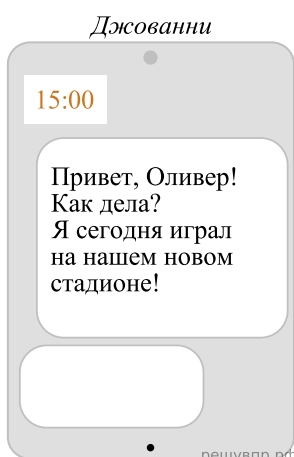 Джованни
15:00
Привет, Оливер!
Как дела?
Я сегодня играл
на нашем новом
стадионе!
решувпр.рф